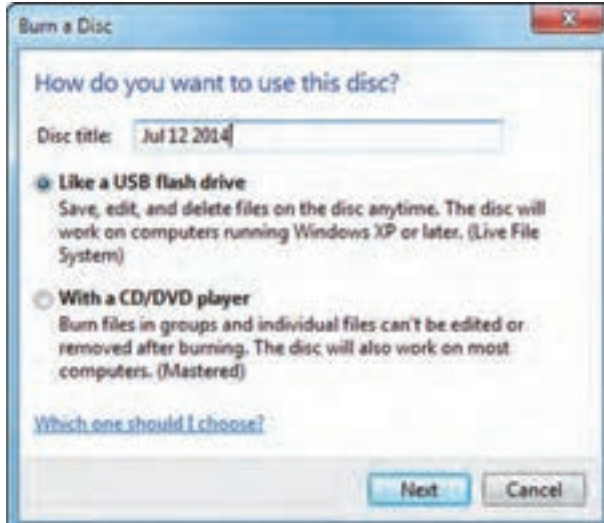 Burn a Disc
How do you want to use this disc?
Disc title: Jul 12 2014
Like a USB flash drive
Save, edit, and delete files on the disc anytime. The disc will
work on computers running Windows XP or later. (Live File
System)
With a CD/DVD player
Burn files in groups and individual files can't be edited or
removed after burning. The disc will also work on most
computers. (Mastered)
Which one should I choose?
Next Cancel